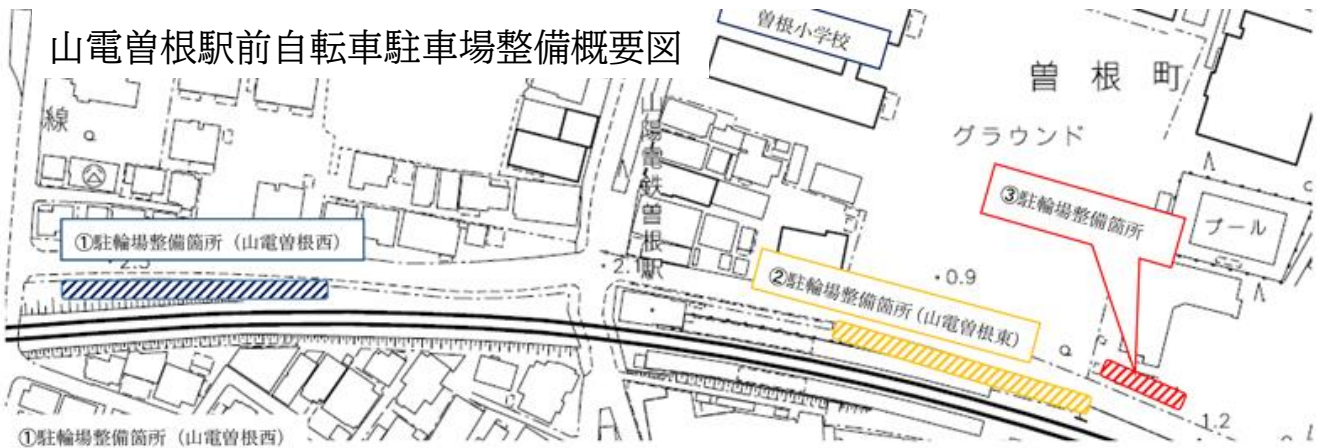 山電曽根駅前自転車駐車場整備概要図
曽根小学校
曽根町
グラウンド
プール
線
山陽電鉄曽根駅
①駐輪場整備箇所（山電曽根西）
②駐輪場整備箇所（山電曽根東）
③駐輪場整備箇所
2.1
0.9
1.2
①駐輪場整備箇所（山電曽根西）